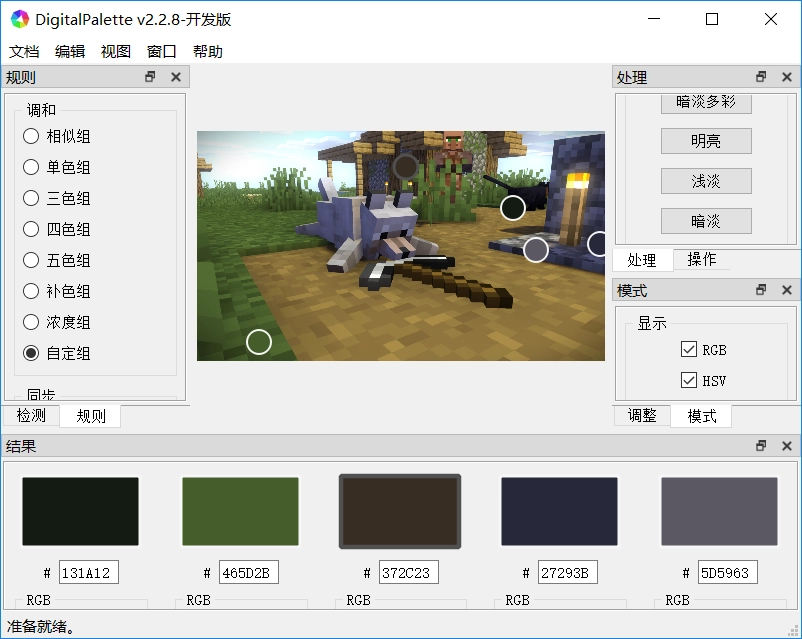 DigitalPalette v2.2.8-开发版
文档 编辑 视图 窗口 帮助
规则
调和
相似组
单色组
三色组
四色组
五色组
补色组
浓度组
自定组
同步
检测 规则
处理
暗淡多彩
明亮
浅淡
暗淡
处理 操作
模式
显示
RGB
HSV
调整 模式
结果
# 131A12 # 465D2B # 372C23 # 27293B # 5D5963
RGB RGB RGB RGB RGB
准备就绪。